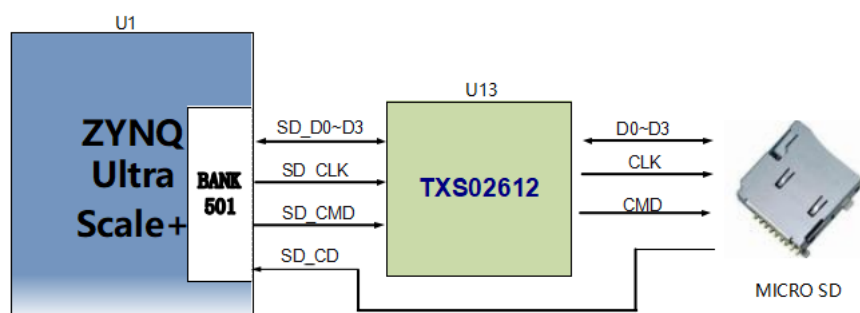 U1
U13
ZYNQ
Ultra
Scale+
BANK
501
SD_D0~D3
SD_CLK
SD_CMD
SD_CD
TXS02612
D0~D3
CLK
CMD
MICRO SD